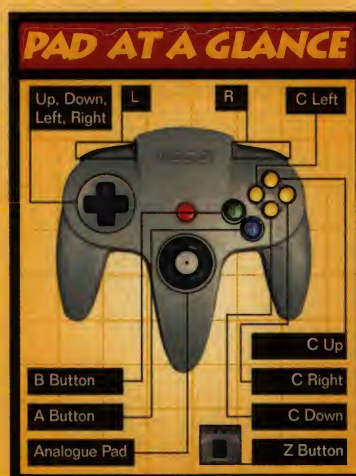 PAD AT A GLANCE
Up, Down,
Left, Right
L
R
C Left
C Up
C Right
C Down
Z Button
B Button
A Button
Analogue Pad